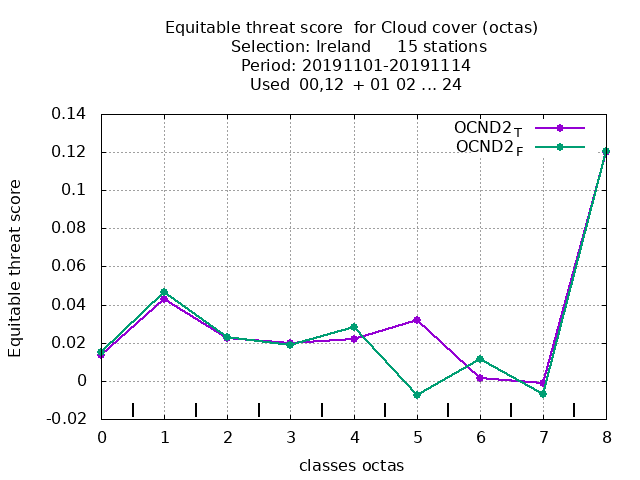 Equitable threat score  for Cloud cover (octas)
Selection: Ireland     15 stations
Period: 20191101-20191114
Used  00,12  + 01 02 ... 24
OCND2T
OCND2F
Equitable threat score
0.14
0.12
0.1
0.08
0.06
0.04
0.02
0
-0.02
0 1 2 3 4 5 6 7 8
classes octas